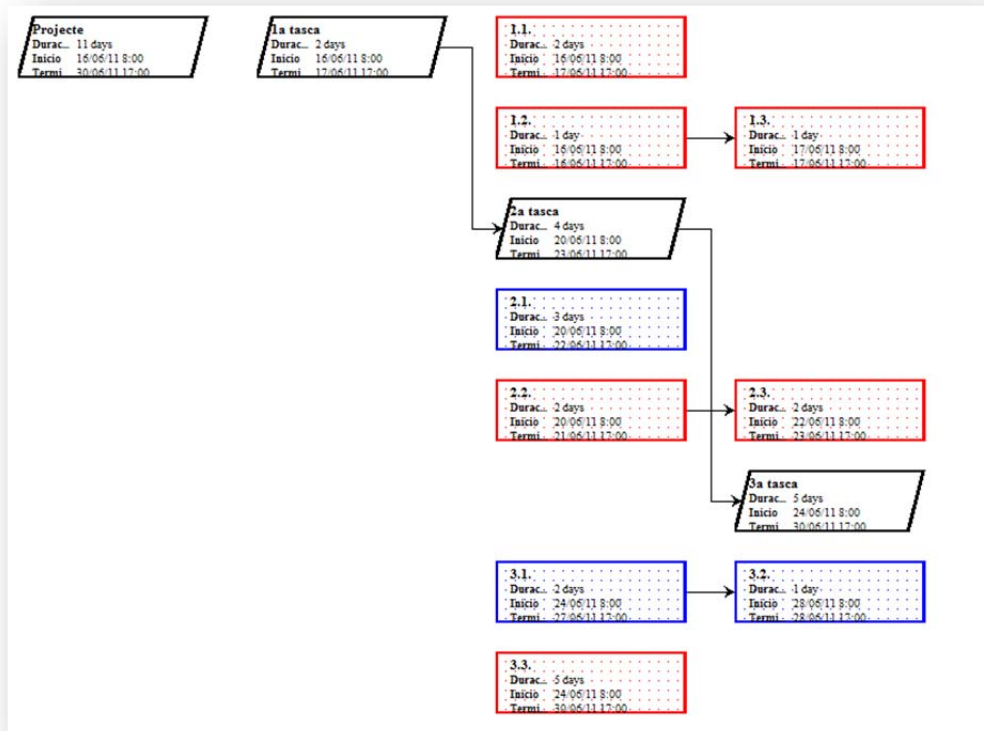 Projecte
Durac... 11 days
Inicio 16/06/11 8:00
Termi... 30/06/11 17:00
1a tasca
Durac... 2 days
Inicio 16/06/11 8:00
Termi... 17/06/11 17:00
1.1.
Durac... 2 days
Inicio 16/06/11 8:00
Termi... 17/06/11 17:00
1.2.
Durac... 1 day
Inicio 16/06/11 8:00
Termi... 16/06/11 17:00
1.3.
Durac... 1 day
Inicio 17/06/11 8:00
Termi... 17/06/11 17:00
2a tasca
Durac... 4 days
Inicio 20/06/11 8:00
Termi... 23/06/11 17:00
2.1.
Durac... 3 days
Inicio 20/06/11 8:00
Termi... 22/06/11 17:00
2.2.
Durac... 2 days
Inicio 20/06/11 8:00
Termi... 21/06/11 17:00
2.3.
Durac... 2 days
Inicio 22/06/11 8:00
Termi... 23/06/11 17:00
3a tasca
Durac... 5 days
Inicio 24/06/11 8:00
Termi... 30/06/11 17:00
3.1.
Durac... 2 days
Inicio 24/06/11 8:00
Termi... 27/06/11 17:00
3.2.
Durac... 1 day
Inicio 28/06/11 8:00
Termi... 28/06/11 17:00
3.3.
Durac... 5 days
Inicio 24/06/11 8:00
Termi... 30/06/11 17:00